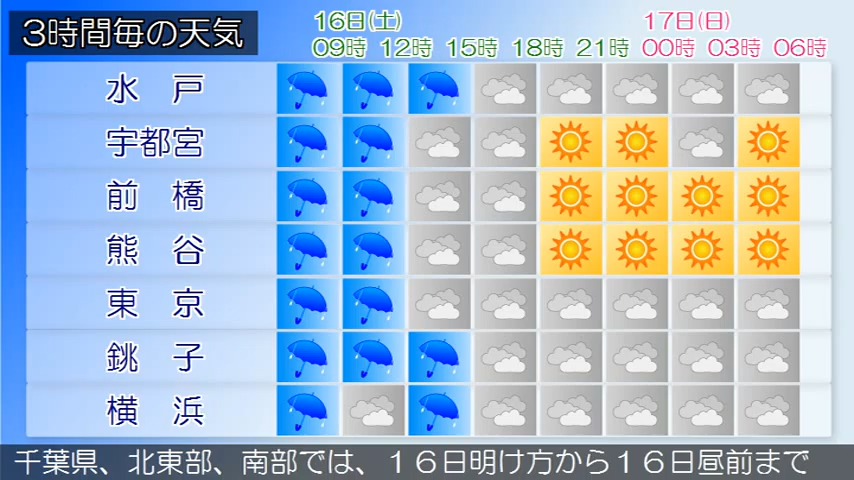 3時間毎の天気
16日(土) 17日(日)
09時 12時 15時 18時 21時 00時 03時 06時
水戸
宇都宮
前橋
熊谷
東京
銚子
横浜
千葉県、北東部、南部では、１６日明け方から１６日昼前まで